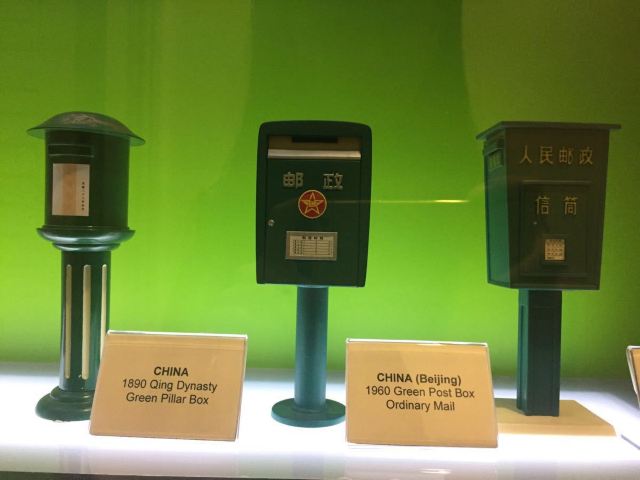 邮 政
人民邮政
信筒
CHINA
1890 Qing Dynasty
Green Pillar Box
CHINA (Beijing)
1960 Green Post Box
Ordinary Mail